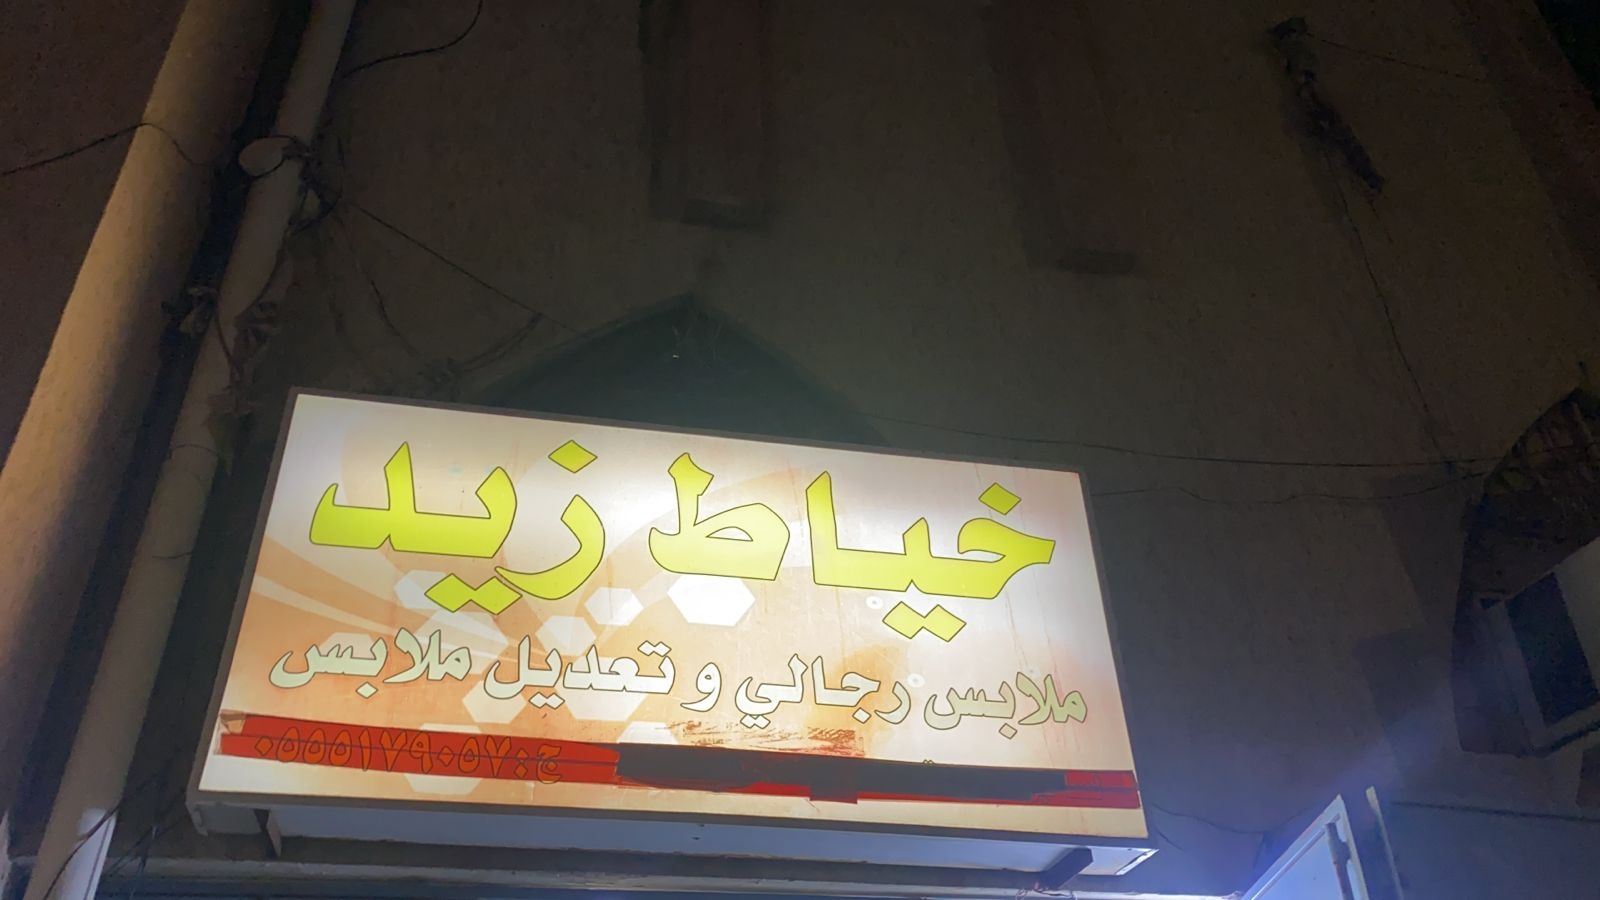 خياط زيد
ملابس رجالي و تعديل ملابس
ج: ٠٥٥٥١٧٩٠٥٧